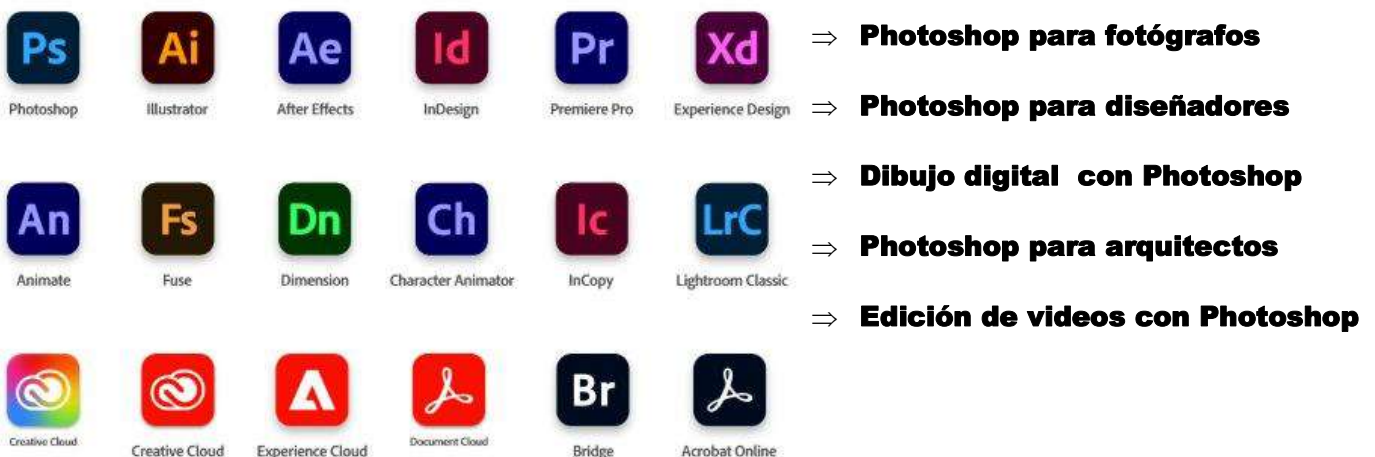 Ps Ai Ae Id Pr Xd
Photoshop Illustrator After Effects InDesign Premiere Pro Experience Design
An Fs Dn Ch Ic LrC
Animate Fuse Dimension Character Animator InCopy Lightroom Classic
Br
Creative Cloud Creative Cloud Experience Cloud Document Cloud Bridge Acrobat Online
⇒ Photoshop para fotógrafos
⇒ Photoshop para diseñadores
⇒ Dibujo digital  con Photoshop
⇒ Photoshop para arquitectos
⇒ Edición de videos con Photoshop